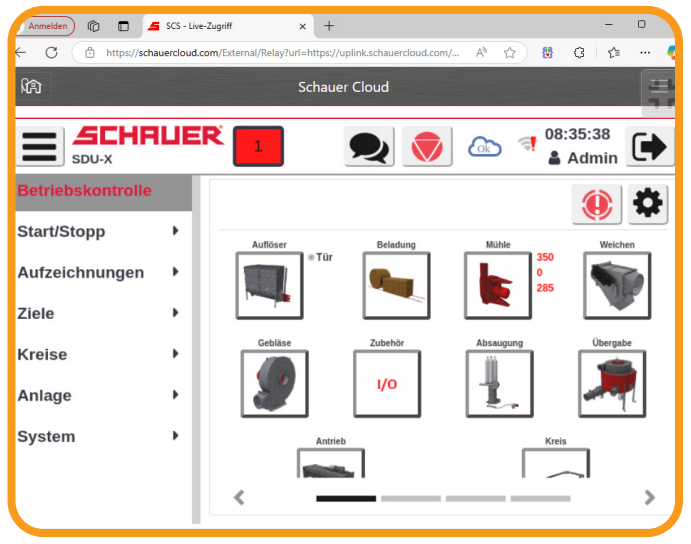 Anmelden
SCS - Live-Zugriff
https://schauercloud.com/External/Relay?url=https://uplink.schauercloud.com/...
Schauer Cloud
SCHAUER
SDU-X
1
Ok
08:35:38
Admin
Betriebskontrolle
Start/Stopp
Aufzeichnungen
Ziele
Kreise
Anlage
System
Auflöser
Tür
Beladung
Mühle
350
0
285
Weichen
Gebläse
Zubehör
I/O
Absaugung
Übergabe
Antrieb
Kreis